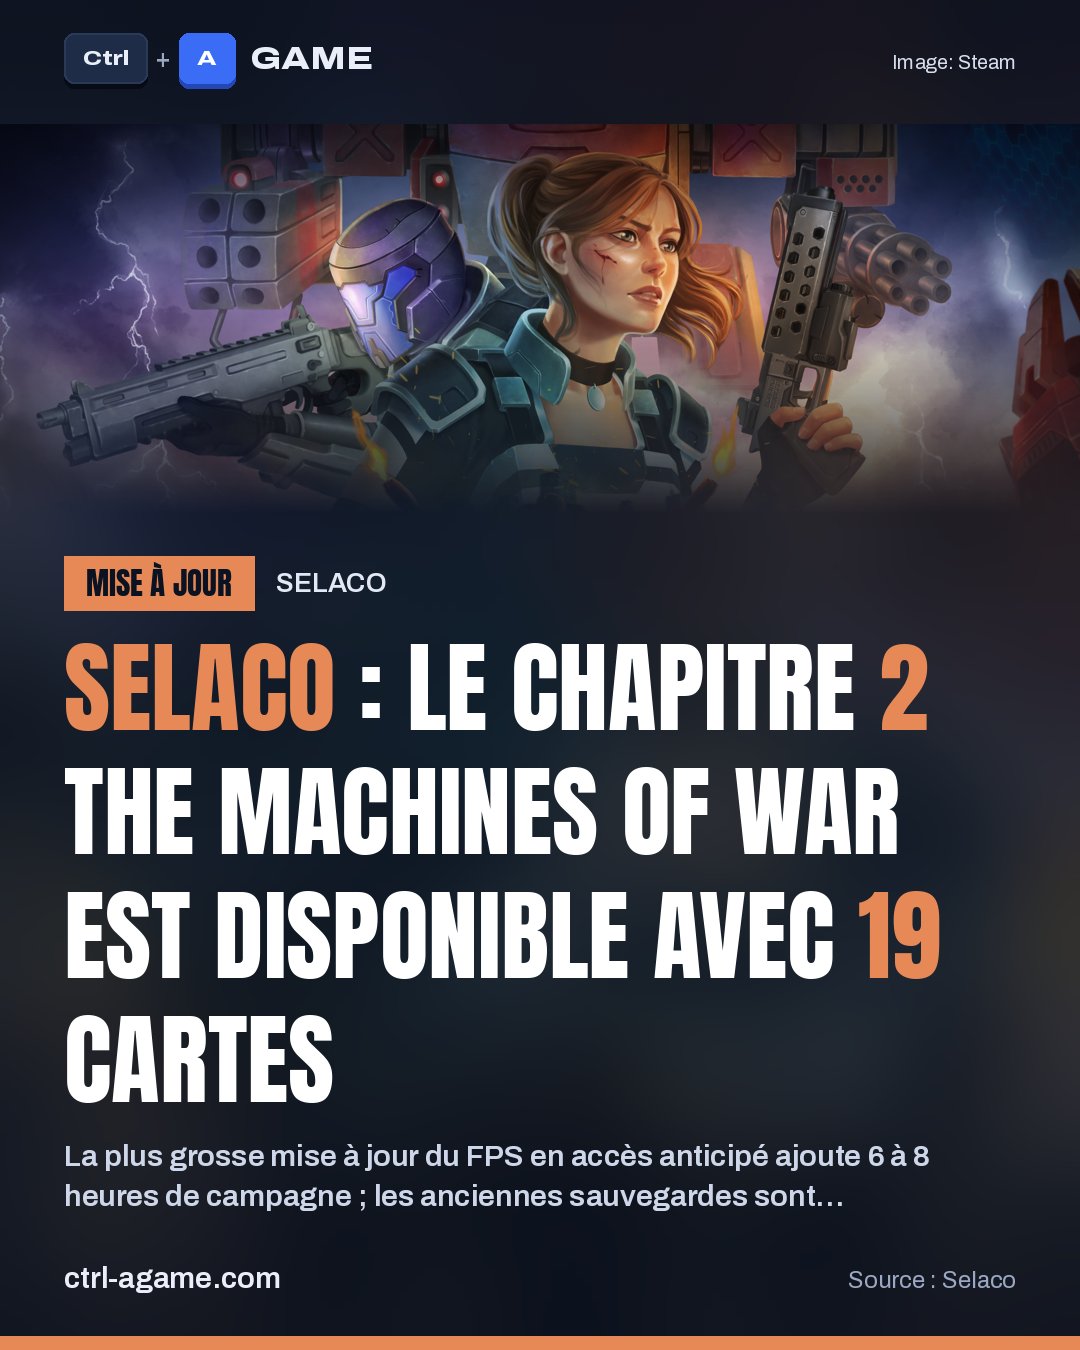 Ctrl + A GAME
Image: Steam
MISE À JOUR SELACO
SELACO : LE CHAPITRE 2
THE MACHINES OF WAR
EST DISPONIBLE AVEC 19
CARTES
La plus grosse mise à jour du FPS en accès anticipé ajoute 6 à 8
heures de campagne ; les anciennes sauvegardes sont…
ctrl-agame.com
Source : Selaco